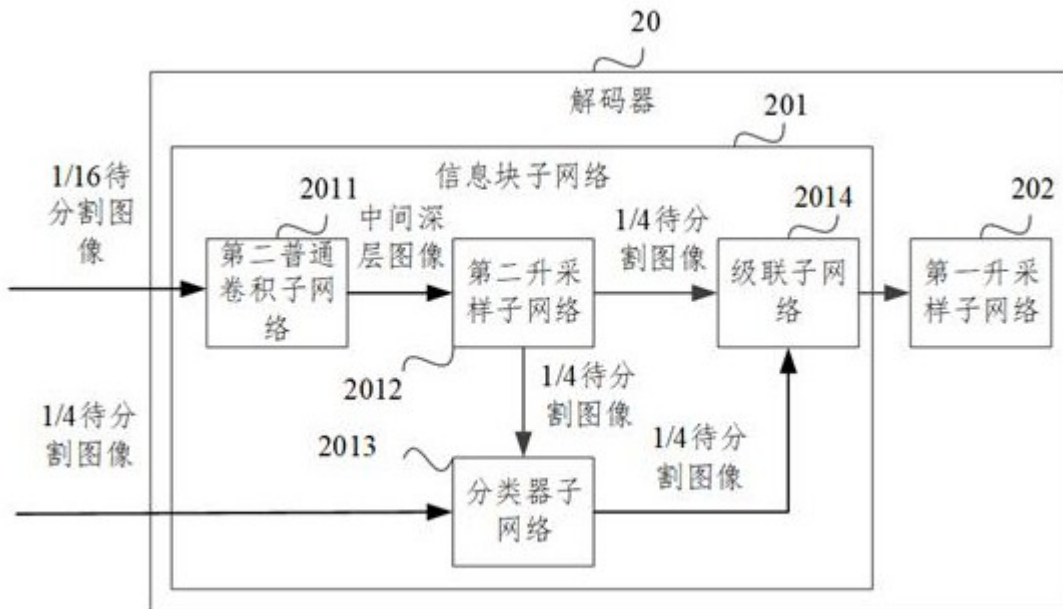 20
解码器
201
信息块子网络
1/16待
分割图
像
2011
中间深
层图像
1/4待分
割图像
2014
202
第二普通
卷积子网
络
第二升采
样子网络
级联子网
络
第一升采
样子网络
2012
1/4待分
割图像
1/4待分
割图像
2013
1/4待分
割图像
分类器子
网络